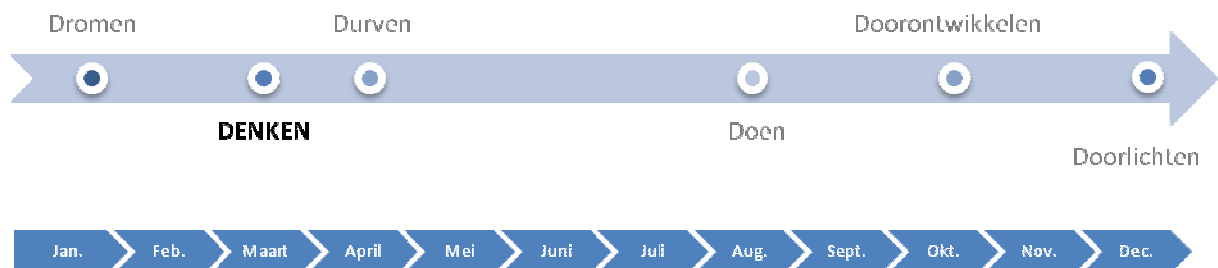 Dromen Durven Doorontwikkelen
DENKEN Doen
Doorlichten
Jan. Feb. Maart April Mei Juni Juli Aug. Sept. Okt. Nov. Dec.